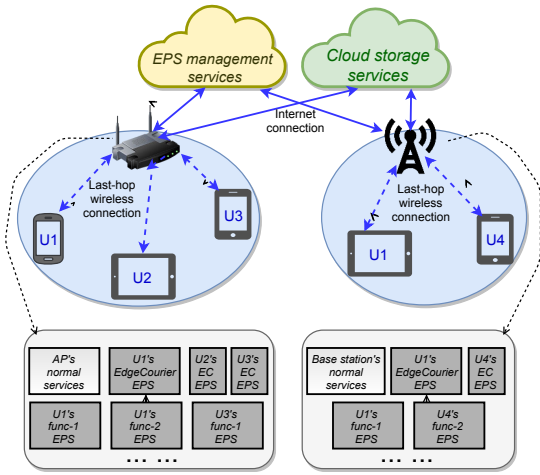 EPS management
services
Cloud storage
services
Internet
connection
Last-hop
wireless
connection
U1
U2
U3
Last-hop
wireless
connection
U1
U4
AP's
normal
services
U1's
EdgeCourier
EPS
U2's
EC
EPS
U3's
EC
EPS
U1's
func-1
EPS
U1's
func-2
EPS
U3's
func-1
EPS
... ...
Base station's
normal
services
U1's
EdgeCourier
EPS
U4's
EC
EPS
U1's
func-1
EPS
U4's
func-2
EPS
... ...